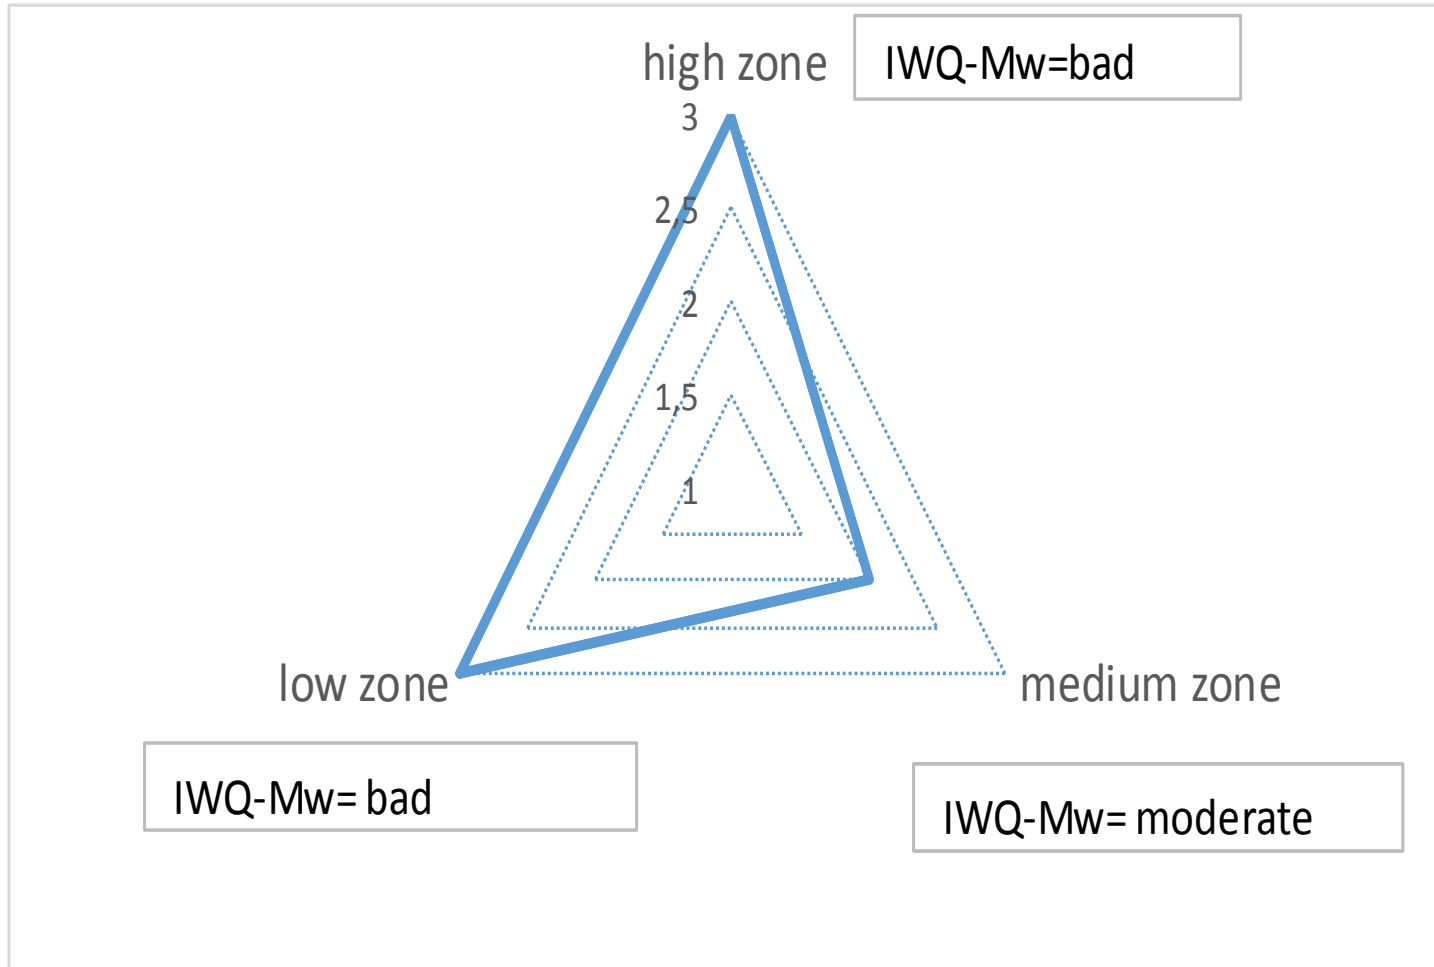 high zone
IWQ-Mw=bad
3
2,5
2
1,5
1
low zone
medium zone
IWQ-Mw= bad
IWQ-Mw= moderate